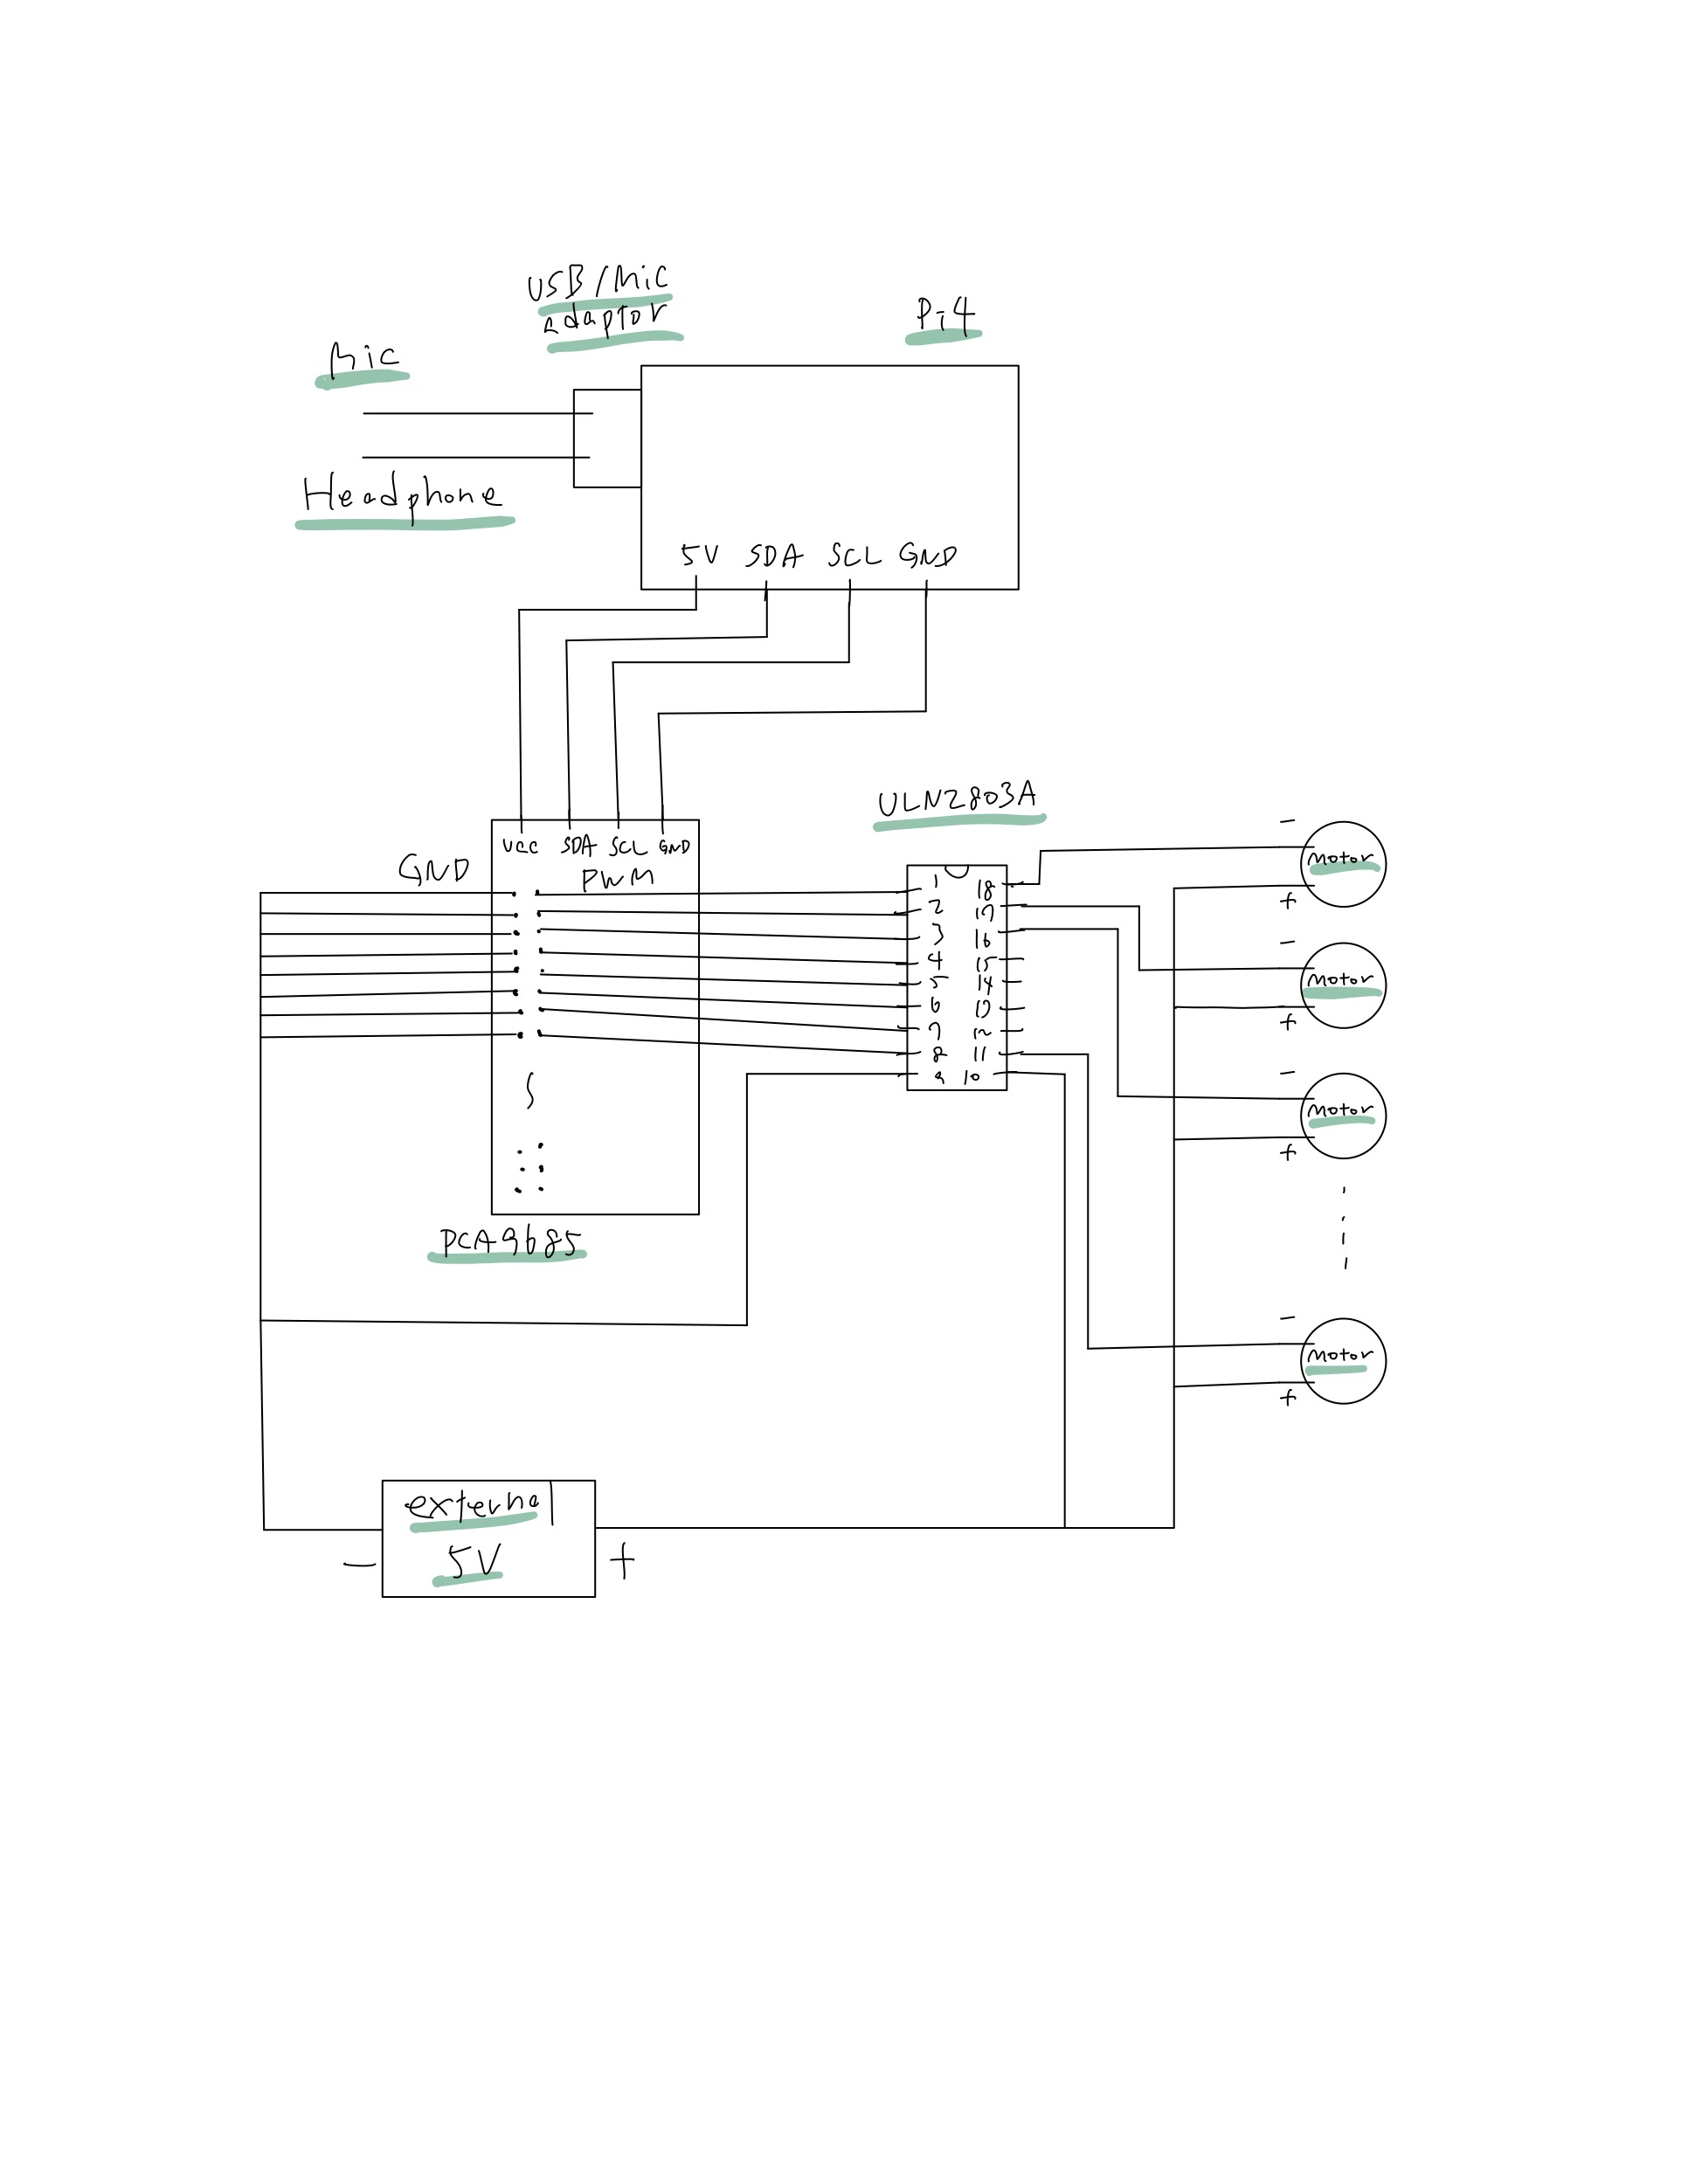 USB/Mic
adaptor
Pi4
Mic
Headphone
5V SDA SCL GND
ULN2803A
VCC SDA SCL GND
GND
PWM
1 18
2 17
3 16
4 15
5 14
6 13
7 12
8 11
9 10
-
Motor
+
-
Motor
+
-
Motor
+
PCA9685
-
Motor
+
external
5V
- +